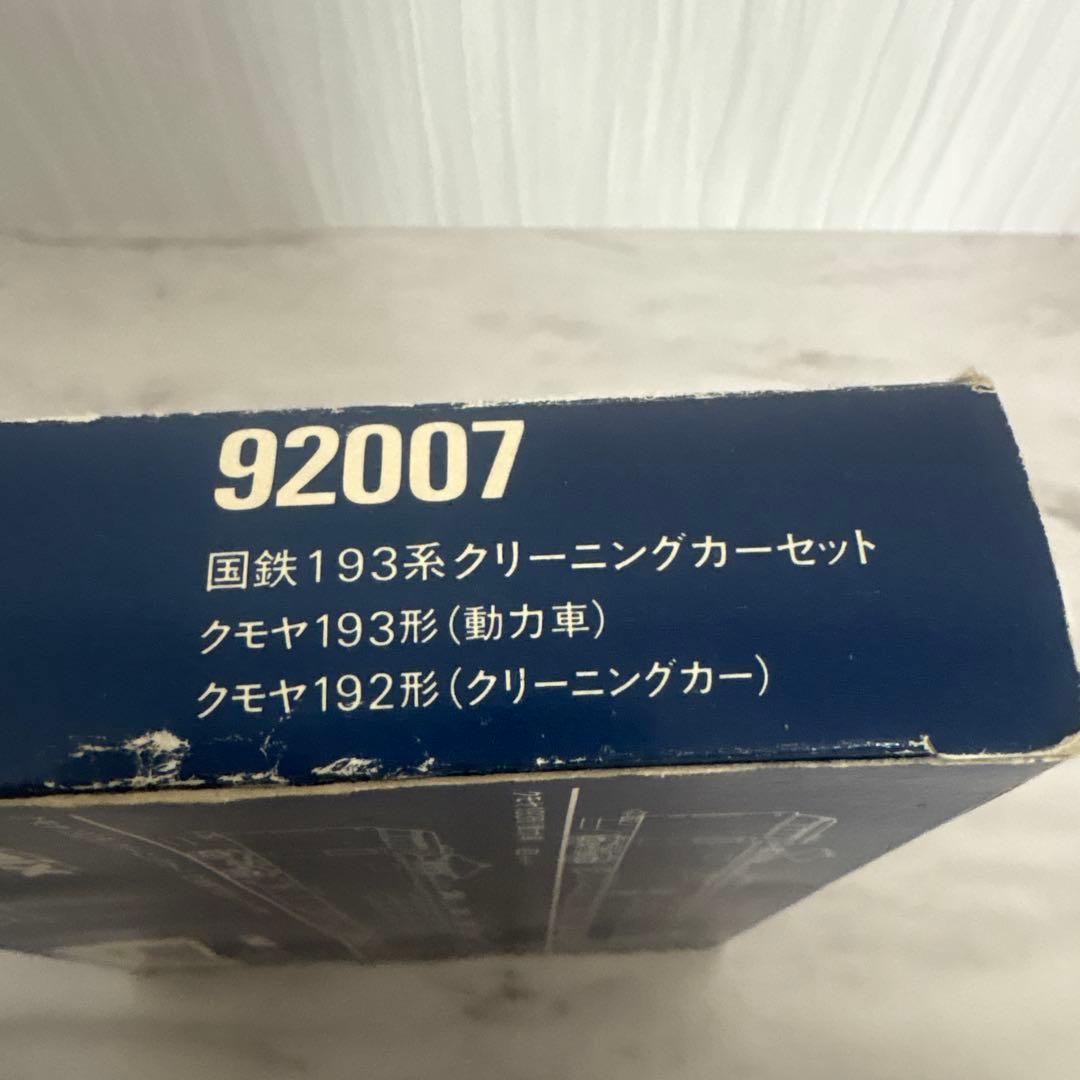 92007
国鉄193系クリーニングカーセット
クモヤ193形(動力車)
クモヤ192形(クリーニングカー)